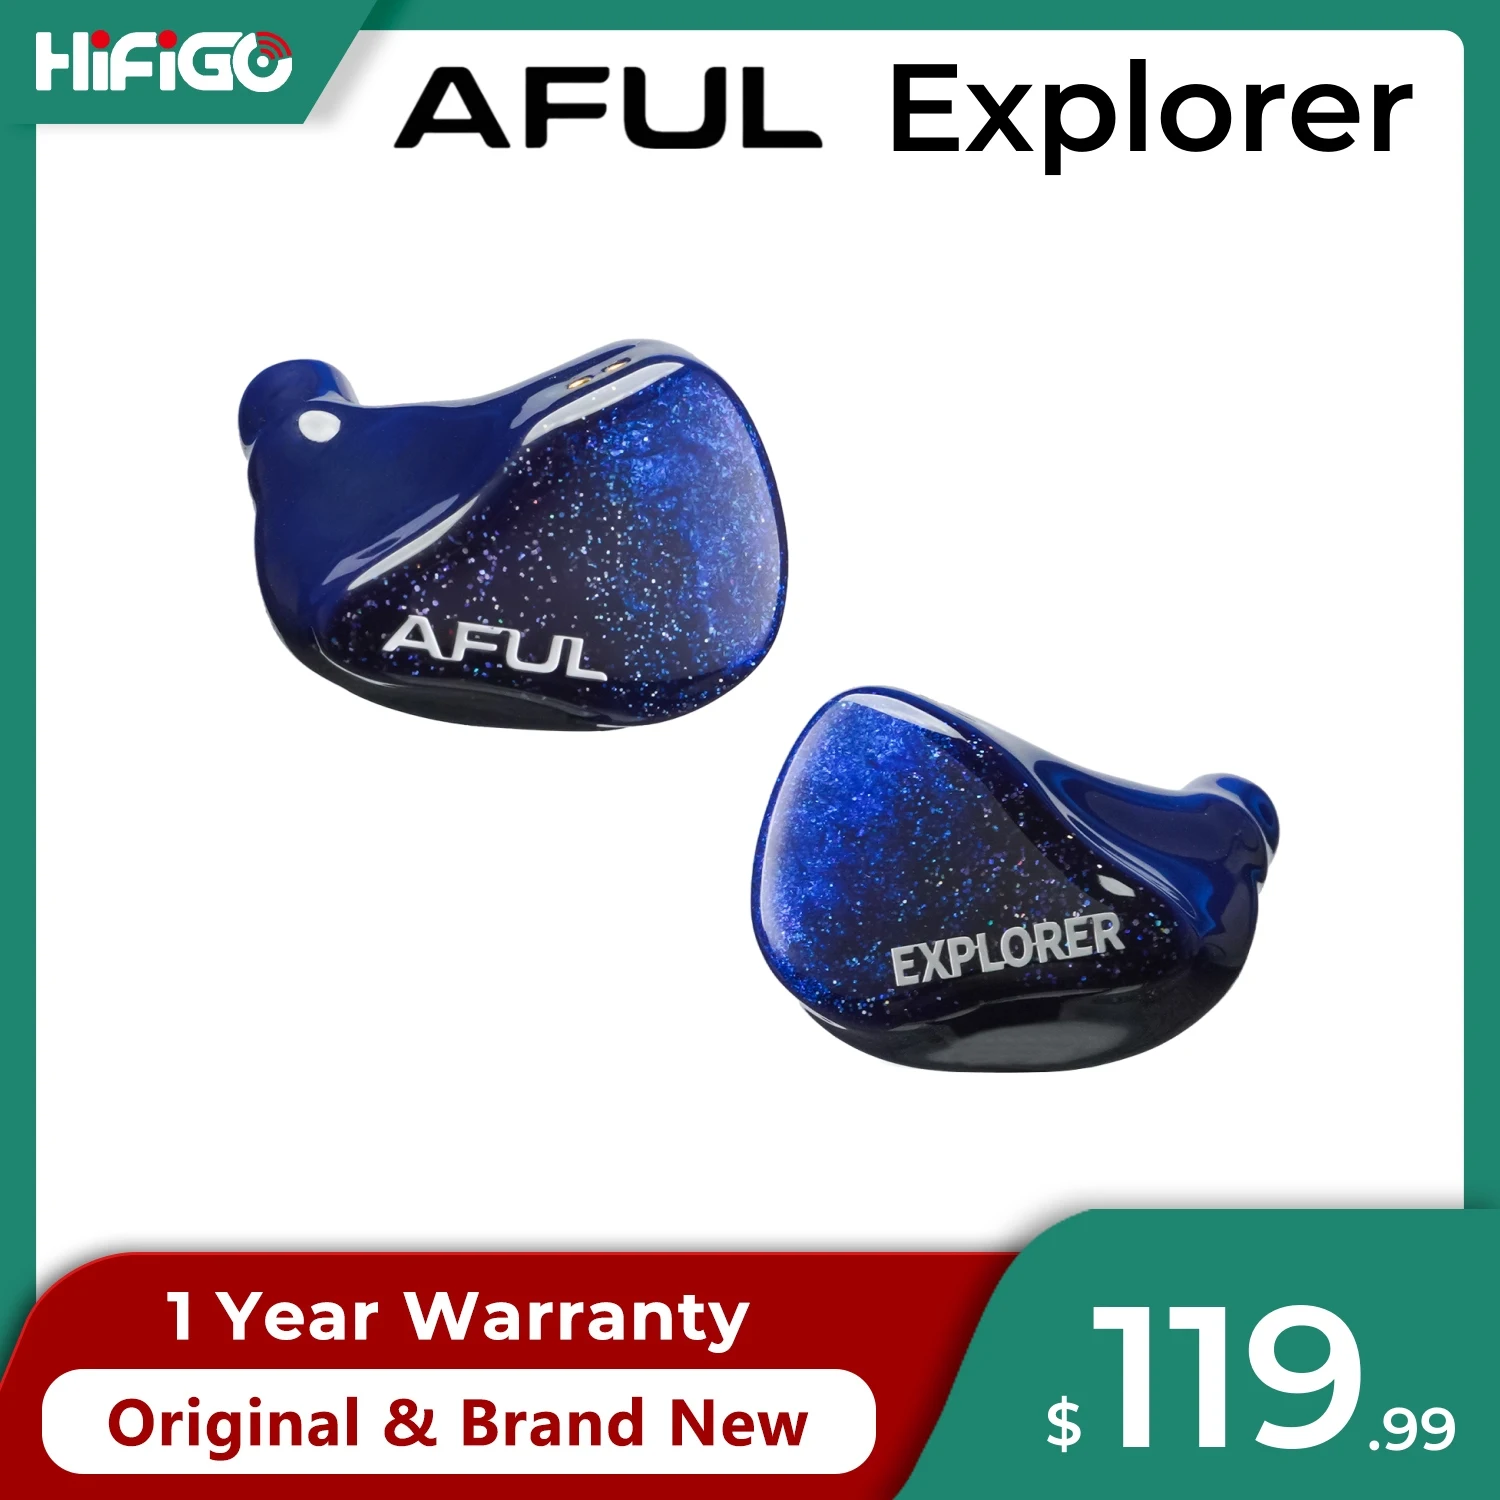 HiFiGO
AFUL Explorer
AFUL
EXPLORER
1 Year Warranty
Original & Brand New
$119.99